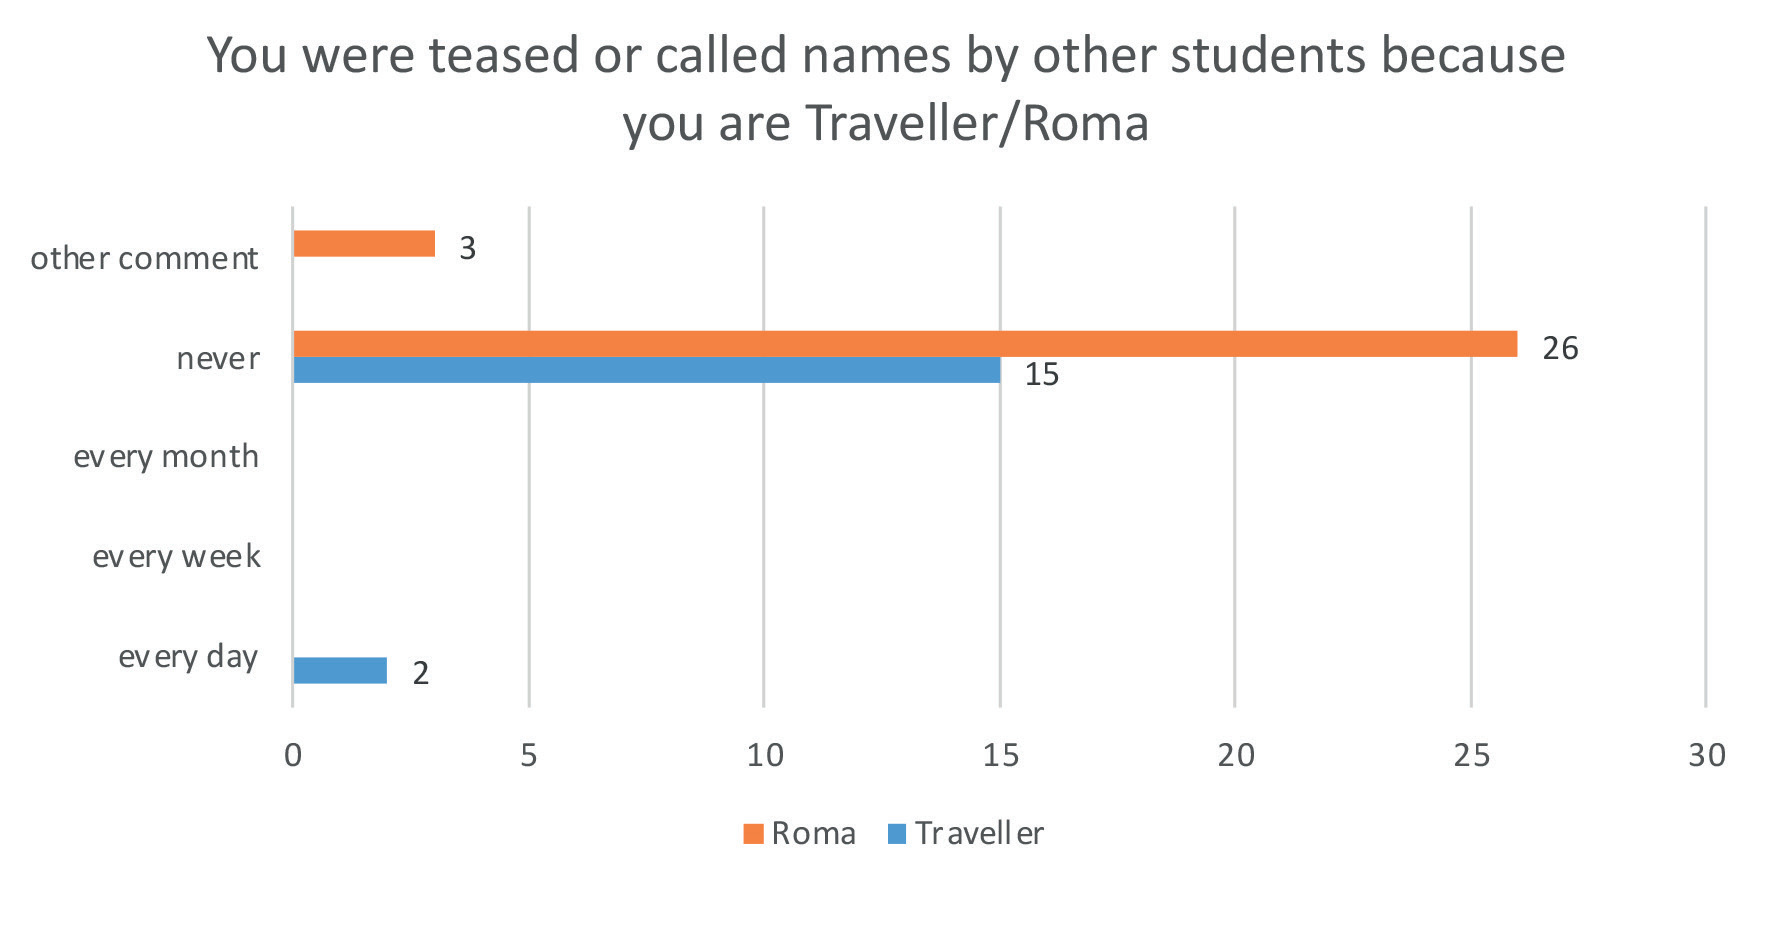 You were teased or called names by other students because
you are Traveller/Roma
other comment
3
never
26
15
every month
every week
every day
2
0 5 10 15 20 25 30
Roma Traveller